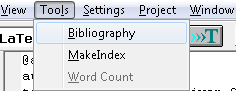 View Tools Settings Project Window
LaTe
Bibliography
MakeIndex
Word Count